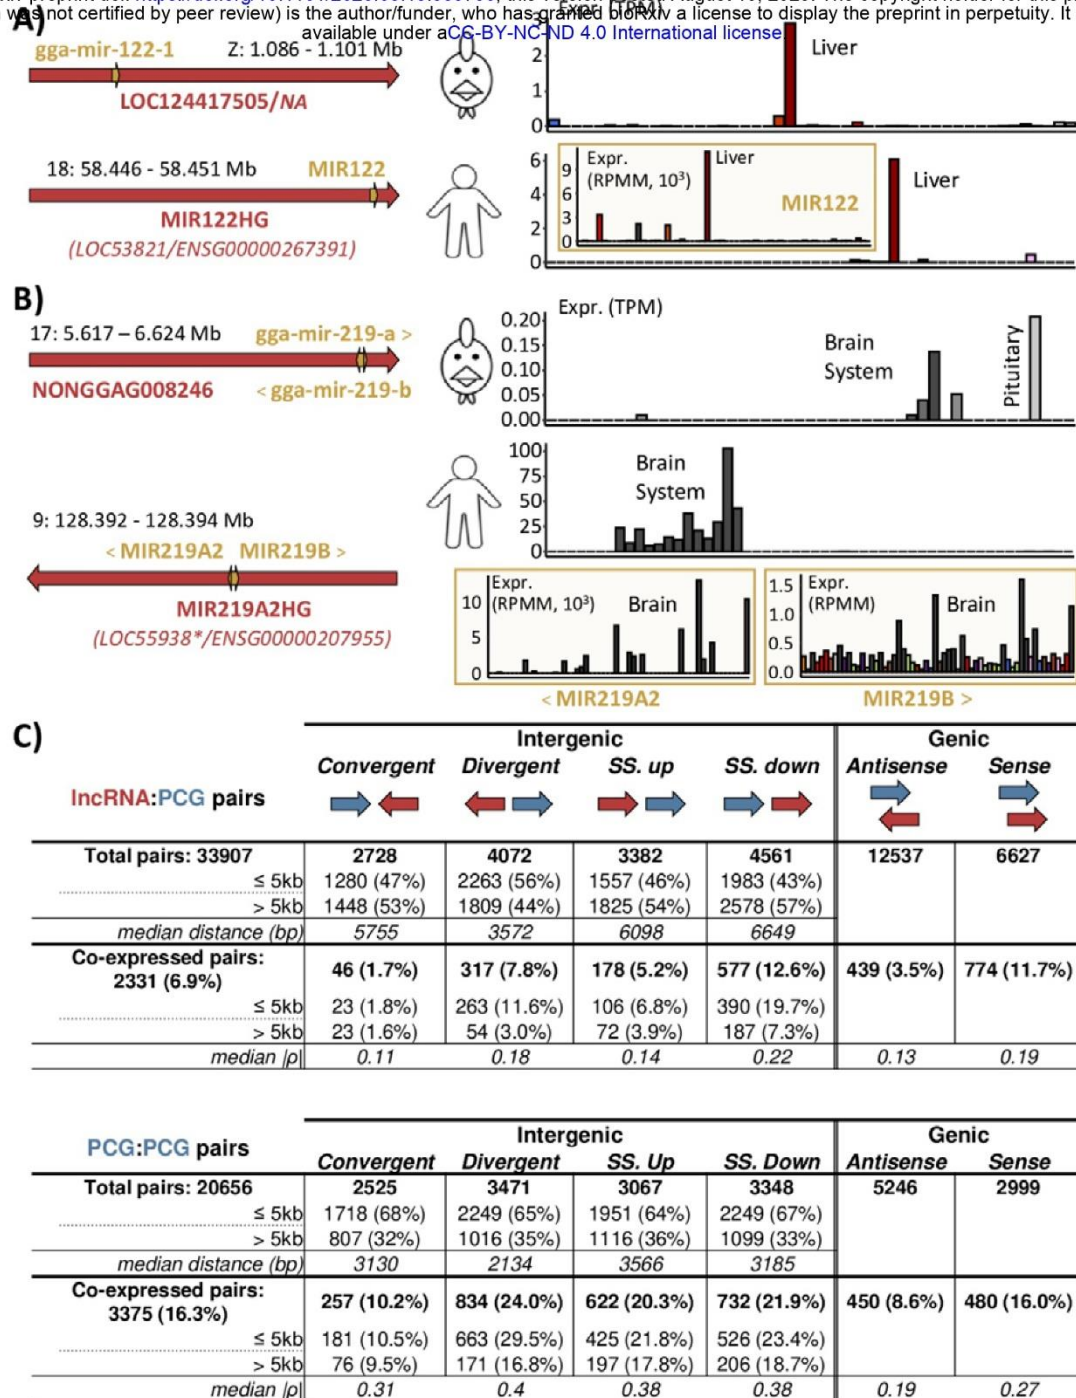 was not certified by peer review) is the author/funder, who has granted bioRxiv a license to display the preprint in perpetuity. It
available under aCC-BY-NC-ND 4.0 International license
A)
Expr. (TPM)
gga-mir-122-1 Z: 1.086 - 1.101 Mb
LOC124417505/NA
3
2
1
0
Liver
18: 58.446 - 58.451 Mb MIR122
MIR122HG
(LOC53821/ENSG00000267391)
6
4
2
0
Liver
Expr.
(RPMM, 10³)
9
6
3
0
Liver
MIR122
B)
17: 5.617 – 6.624 Mb gga-mir-219-a >
NONGGAG008246 < gga-mir-219-b
Expr. (TPM)
0.20
0.15
0.10
0.05
0.00
Brain
System
Pituitary
100
75
50
25
0
Brain
System
9: 128.392 - 128.394 Mb
< MIR219A2 MIR219B >
MIR219A2HG
(LOC55938*/ENSG00000207955)
Expr.
(RPMM, 10³) Brain
10
5
0
< MIR219A2
Expr.
(RPMM) Brain
1.5
1.0
0.5
0.0
MIR219B >
C)
Intergenic Genic
lncRNA:PCG pairs Convergent Divergent SS. up SS. down Antisense Sense
Total pairs: 33907 2728 4072 3382 4561 12537 6627
≤ 5kb 1280 (47%) 2263 (56%) 1557 (46%) 1983 (43%)
> 5kb 1448 (53%) 1809 (44%) 1825 (54%) 2578 (57%)
median distance (bp) 5755 3572 6098 6649
Co-expressed pairs:
2331 (6.9%) 46 (1.7%) 317 (7.8%) 178 (5.2%) 577 (12.6%) 439 (3.5%) 774 (11.7%)
≤ 5kb 23 (1.8%) 263 (11.6%) 106 (6.8%) 390 (19.7%)
> 5kb 23 (1.6%) 54 (3.0%) 72 (3.9%) 187 (7.3%)
median |ρ| 0.11 0.18 0.14 0.22 0.13 0.19
Intergenic Genic
PCG:PCG pairs Convergent Divergent SS. Up SS. Down Antisense Sense
Total pairs: 20656 2525 3471 3067 3348 5246 2999
≤ 5kb 1718 (68%) 2249 (65%) 1951 (64%) 2249 (67%)
> 5kb 807 (32%) 1016 (35%) 1116 (36%) 1099 (33%)
median distance (bp) 3130 2134 3566 3185
Co-expressed pairs:
3375 (16.3%) 257 (10.2%) 834 (24.0%) 622 (20.3%) 732 (21.9%) 450 (8.6%) 480 (16.0%)
≤ 5kb 181 (10.5%) 663 (29.5%) 425 (21.8%) 526 (23.4%)
> 5kb 76 (9.5%) 171 (16.8%) 197 (17.8%) 206 (18.7%)
median |ρ| 0.31 0.4 0.38 0.38 0.19 0.27